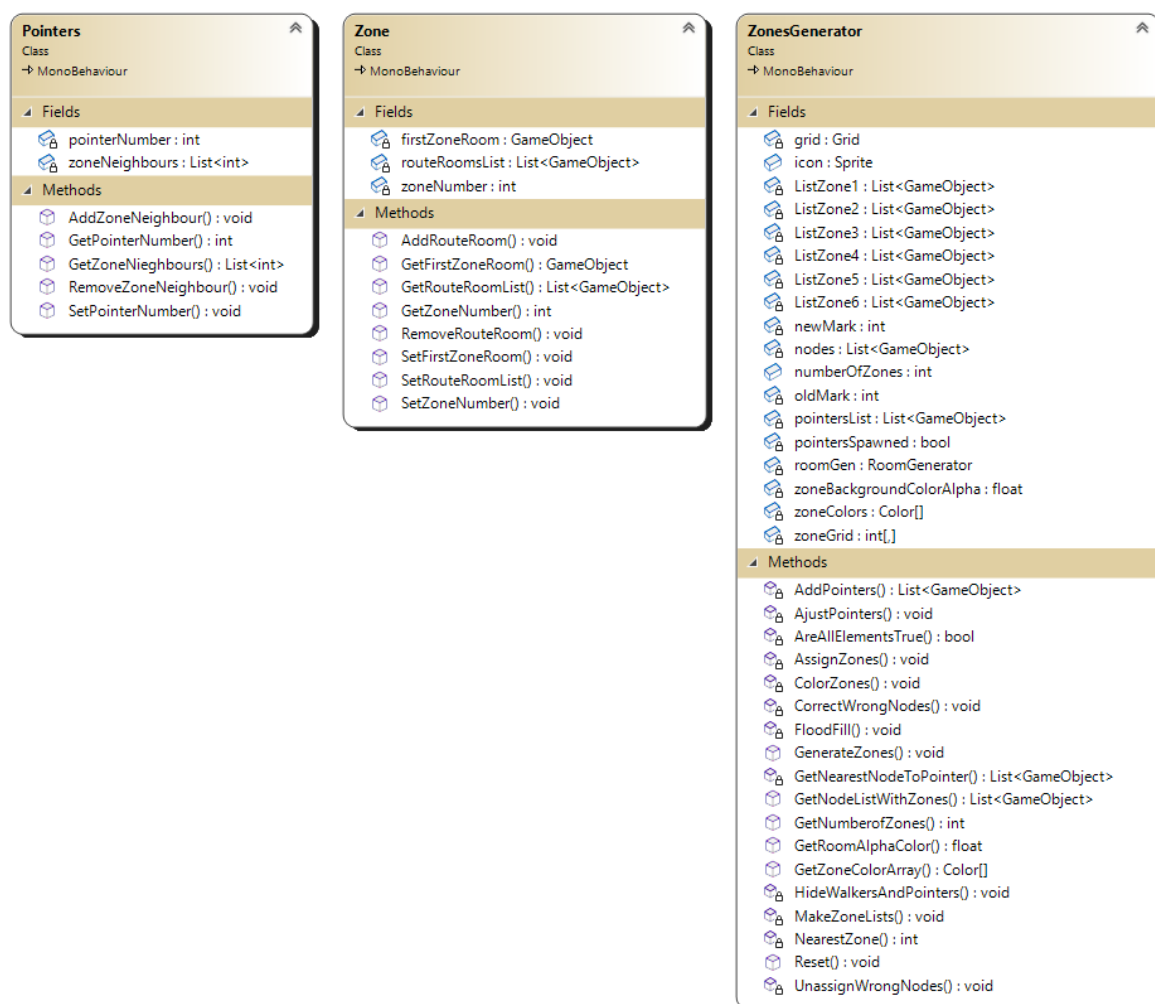 Pointers
Class
MonoBehaviour
Fields
pointerNumber : int
zoneNeighbours : List<int>
Methods
AddZoneNeighbour() : void
GetPointerNumber() : int
GetZoneNieghbours() : List<int>
RemoveZoneNeighbour() : void
SetPointerNumber() : void
Zone
Class
MonoBehaviour
Fields
firstZoneRoom : GameObject
routeRoomsList : List<GameObject>
zoneNumber : int
Methods
AddRouteRoom() : void
GetFirstZoneRoom() : GameObject
GetRouteRoomList() : List<GameObject>
GetZoneNumber() : int
RemoveRouteRoom() : void
SetFirstZoneRoom() : void
SetRouteRoomList() : void
SetZoneNumber() : void
ZonesGenerator
Class
MonoBehaviour
Fields
grid : Grid
icon : Sprite
ListZone1 : List<GameObject>
ListZone2 : List<GameObject>
ListZone3 : List<GameObject>
ListZone4 : List<GameObject>
ListZone5 : List<GameObject>
ListZone6 : List<GameObject>
newMark : int
nodes : List<GameObject>
numberOfZones : int
oldMark : int
pointersList : List<GameObject>
pointersSpawned : bool
roomGen : RoomGenerator
zoneBackgroundColorAlpha : float
zoneColors : Color[]
zoneGrid : int[,]
Methods
AddPointers() : List<GameObject>
AjustPointers() : void
AreAllElementsTrue() : bool
AssignZones() : void
ColorZones() : void
CorrectWrongNodes() : void
FloodFill() : void
GenerateZones() : void
GetNearestNodeToPointer() : List<GameObject>
GetNodeListWithZones() : List<GameObject>
GetNumberofZones() : int
GetRoomAlphaColor() : float
GetZoneColorArray() : Color[]
HideWalkersAndPointers() : void
MakeZoneLists() : void
NearestZone() : int
Reset() : void
UnassignWrongNodes() : void